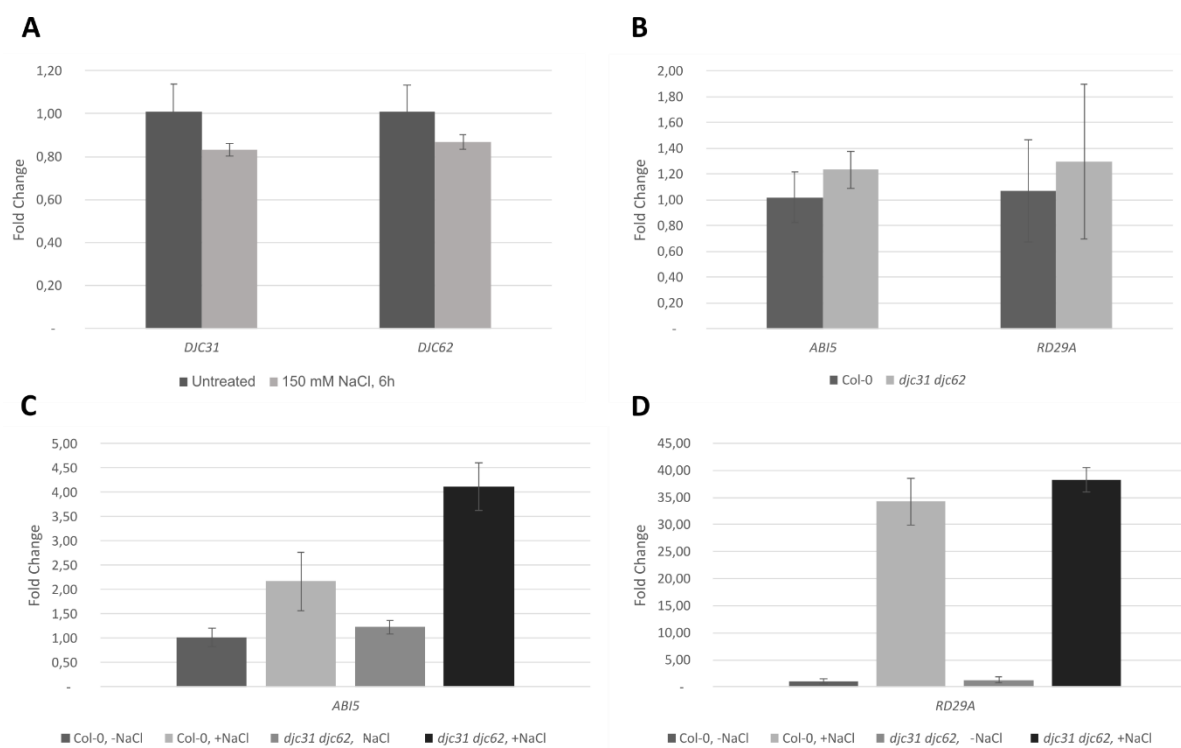 A
1,20
1,00
0,80
0,60
0,40
0,20
-
Fold Change
DJC31 DJC62
Untreated 150 mM NaCl, 6h
B
2,00
1,80
1,60
1,40
1,20
1,00
0,80
0,60
0,40
0,20
-
Fold Change
ABI5 RD29A
Col-0 djc31 djc62
C
5,00
4,50
4,00
3,50
3,00
2,50
2,00
1,50
1,00
0,50
-
Fold Change
ABI5
Col-0, -NaCl Col-0, +NaCl djc31 djc62, NaCl djc31 djc62, +NaCl
D
45,00
40,00
35,00
30,00
25,00
20,00
15,00
10,00
5,00
-
Fold Change
RD29A
Col-0, -NaCl Col-0, +NaCl djc31 djc62, -NaCl djc31 djc62, +NaCl